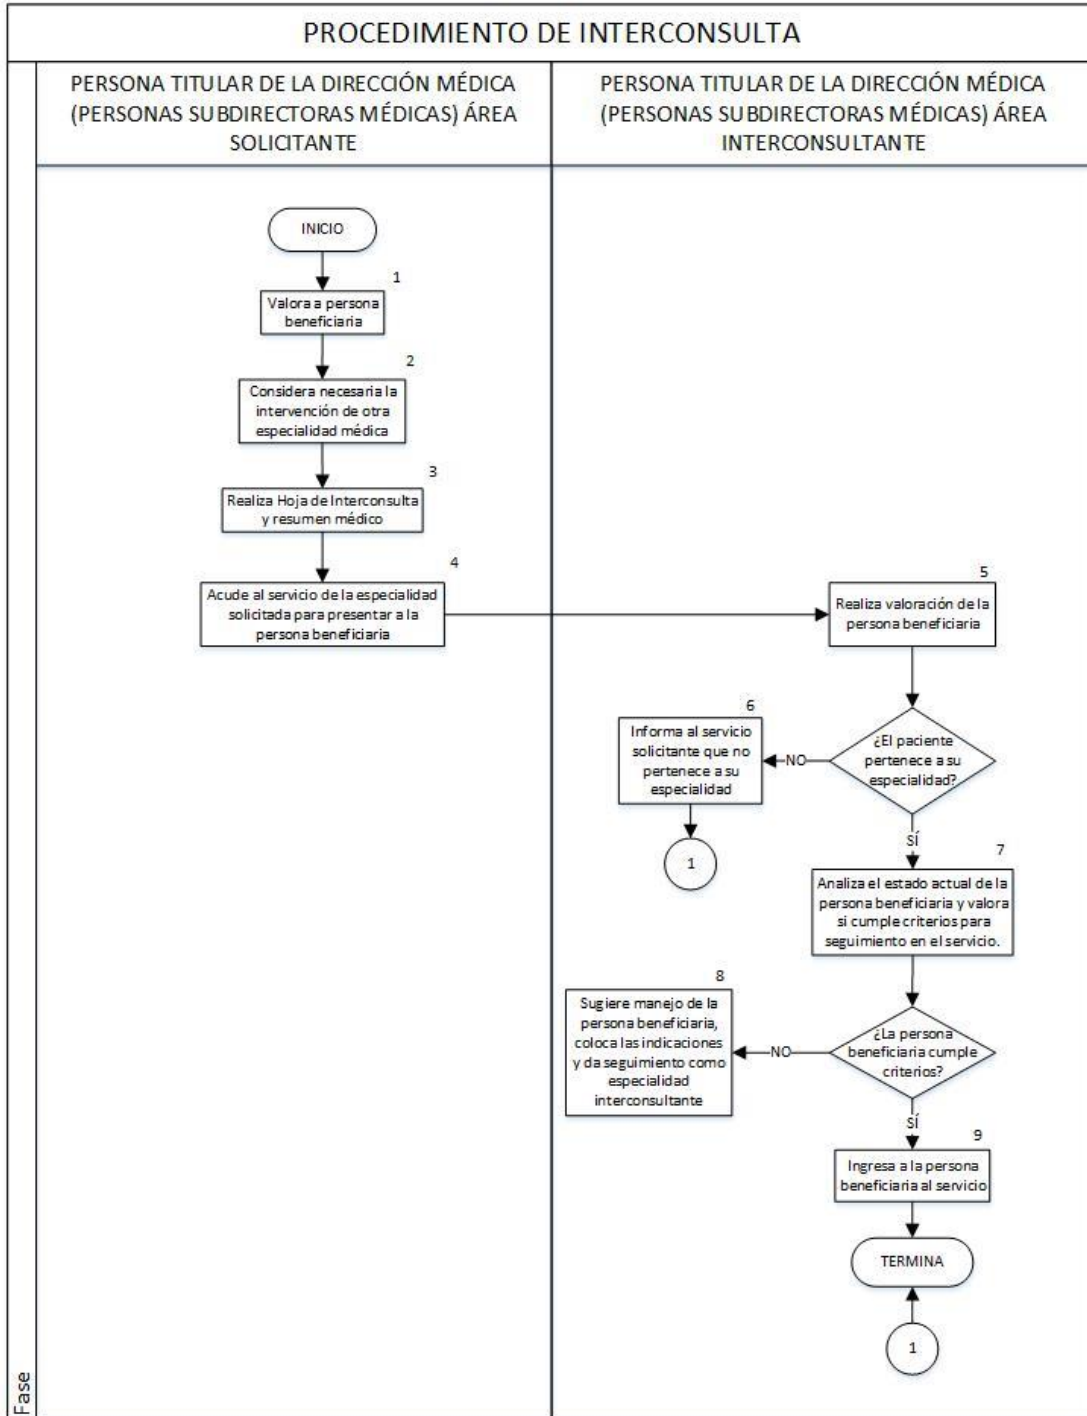 PROCEDIMIENTO DE INTERCONSULTA
PERSONA TITULAR DE LA DIRECCIÓN MÉDICA
(PERSONAS SUBDIRECTORAS MÉDICAS) ÁREA
SOLICITANTE
PERSONA TITULAR DE LA DIRECCIÓN MÉDICA
(PERSONAS SUBDIRECTORAS MÉDICAS) ÁREA
INTERCONSULTANTE
INICIO
1
Valora a persona
beneficiaria
2
Considera necesaria la
intervención de otra
especialidad médica
3
Realiza Hoja de Interconsulta
y resumen médico
4
Acude al servicio de la especialidad
solicitada para presentar a la
persona beneficiaria
5
Realiza valoración de la
persona beneficiaria
¿El paciente
pertenece a su
especialidad?
NO
6
Informa al servicio
solicitante que no
pertenece a su
especialidad
1
SÍ
7
Analiza el estado actual de la
persona beneficiaria y valora
si cumple criterios para
seguimiento en el servicio.
¿La persona
beneficiaria cumple
criterios?
NO
8
Sugiere manejo de la
persona beneficiaria,
coloca las indicaciones
y da seguimiento como
especialidad
interconsultante
SÍ
9
Ingresa a la persona
beneficiaria al servicio
TERMINA
1
Fase